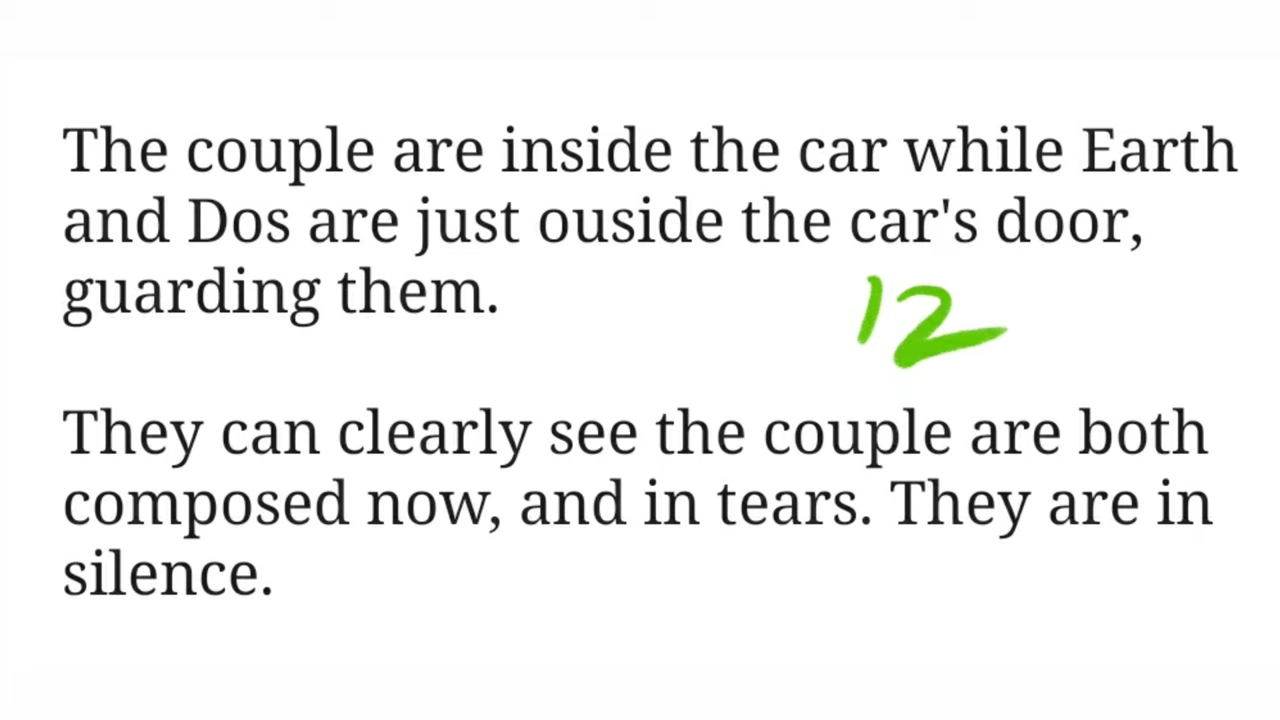 The couple are inside the car while Earth
and Dos are just ouside the car's door,
guarding them.
12
They can clearly see the couple are both
composed now, and in tears. They are in
silence.